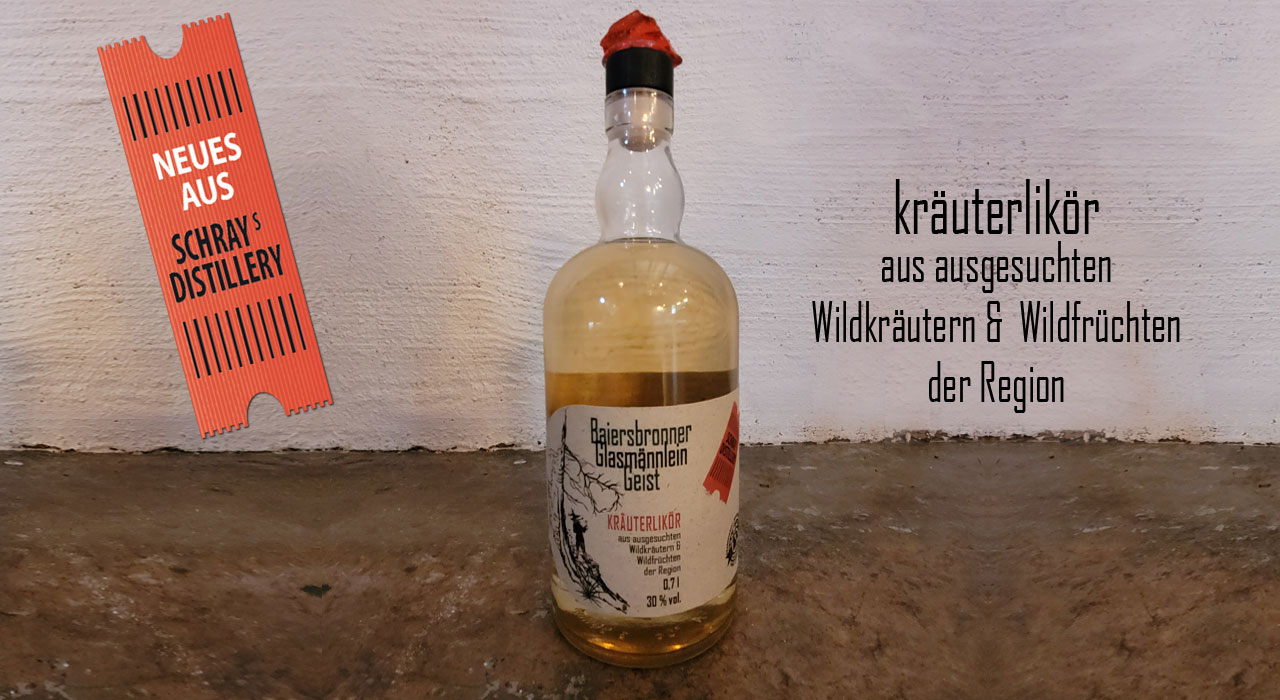 NEUES
AUS
SCHRAYS
DISTILLERY
kräuterlikör
aus ausgesuchten
Wildkräutern & Wildfrüchten
der Region
Baiersbronner
Glasmännlein
Geist
KRÄUTERLIKÖR
aus ausgesuchten
Wildkräutern &
Wildfrüchten
der Region
0,7 l
30 % vol.